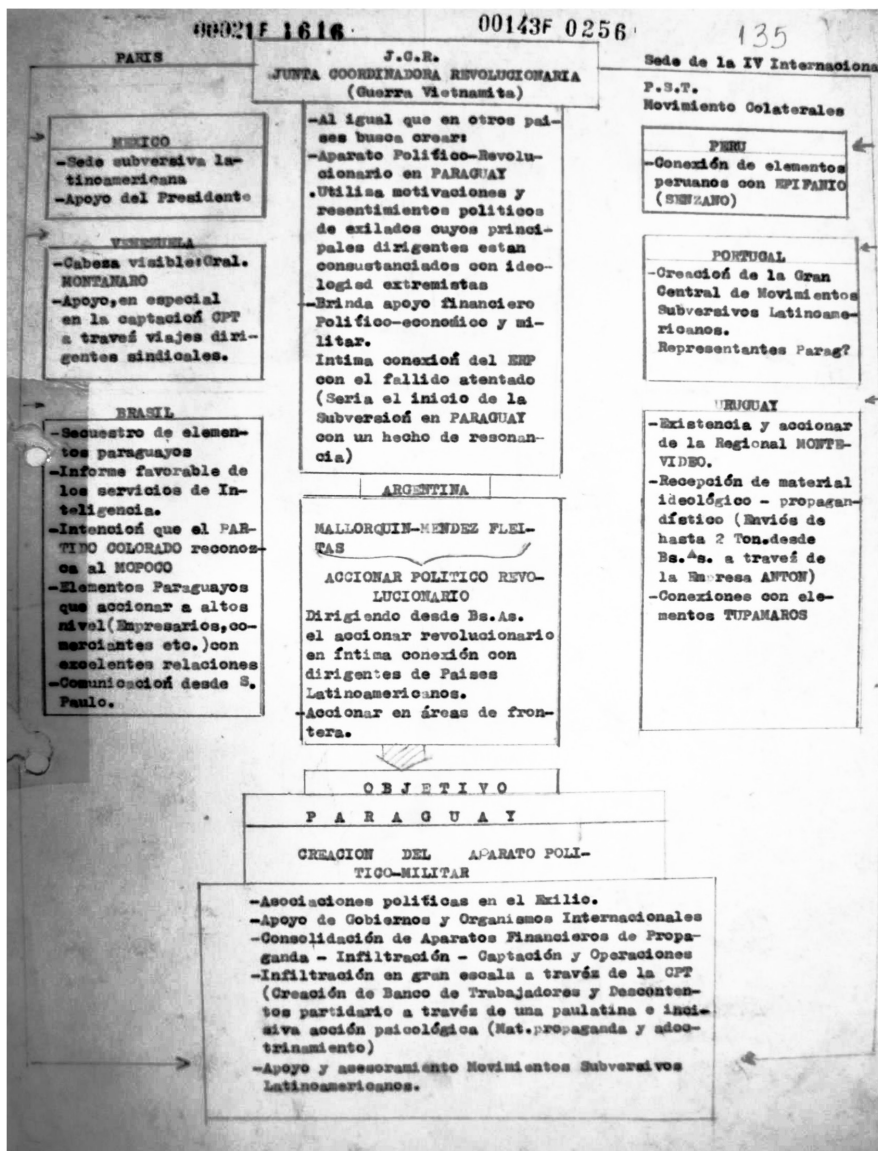 00021F 1616
00143F 0256
135
PARIS
J.C.R.
JUNTA COORDINADORA REVOLUCIONARIA
(Guerra Vietnamita)
Sede de la IV Internaciona
P.S.T.
Movimiento Colaterales
MEXICO
-Sede subversiva la-
tinoamericana
-Apoyo del Presidente
VENEZUELA
-Cabeza visible:Gral.
MONTANARO
-Apoyo,en especial
en la captación CPT
a través viajes diri-
gentes sindicales.
BRASIL
-Secuestro de elemen-
tos paraguayos
-Informe favorable de
los servicios de In-
teligencia.
-Intención que el PAR-
TIDO COLORADO reconos-
ca al MOPOCO
-Elementos Paraguayos
que accionar a altos
nivel(Empresarios,co-
merciantes etc.)con
excelentes relaciones
-Comunicación desde S.
Paulo.
-Al igual que en otros pai-
ses busca crear:
-Aparato Político-Revolu-
cionario en PARAGUAY
.Utiliza motivaciones y
resentimientos politicos
de exilados cuyos princi-
pales dirigentes estan
consustanciados con ideo-
logisd extremistas
-Brinda apoyo financiero
Politico-económico y mi-
litar.
Intima conexión del ERP
con el fallido atentado
(Seria el inicio de la
Subversión en PARAGUAY
con un hecho de resonan-
cia)
ARGENTINA
MALLORQUIN-MENDEZ FLEI-
TAS
ACCIONAR POLITICO REVO-
LUCIONARIO
Dirigiendo desde Bs.As.
el accionar revolucionario
en íntima conexión con
dirigentes de Paises
Latinoamericanos.
-Accionar en áreas de fron-
tera.
PERU
-Conexión de elementos
peruanos con EPIFANIO
(SENZANO)
PORTUGAL
-Creación de la Gran
Central de Movimientos
Subversivos Latinoame-
ricanos.
Representantes Parag?
URUGUAY
-Existencia y accionar
de la Regional MONTE-
VIDEO.
-Recepción de material
ideológico - propagan-
dístico (Enviós de
hasta 2 Ton.desde
Bs.As. a través de
la Empresa ANTON)
-Conexiones con ele-
mentos TUPAMAROS
OBJETIVO
PARAGUAY
CREACION DEL APARATO POLI-
TICO-MILITAR
-Asociaciones politicas en el Exilio.
-Apoyo de Gobiernos y Organismos Internacionales
-Consolidación de Aparatos Financieros de Propa-
ganda - Infiltración - Captación y Operaciones
-Infiltración en gran escala a travéz de la CPT
(Creación de Banco de Trabajadores y Desconten-
tos partidario a travéz de una paulatina e inci-
siva acción psicológica (Mat.propaganda y adoc-
trinamiento)
-Apoyo y asesoramiento Movimientos Subversivos
Latinoamericanos.